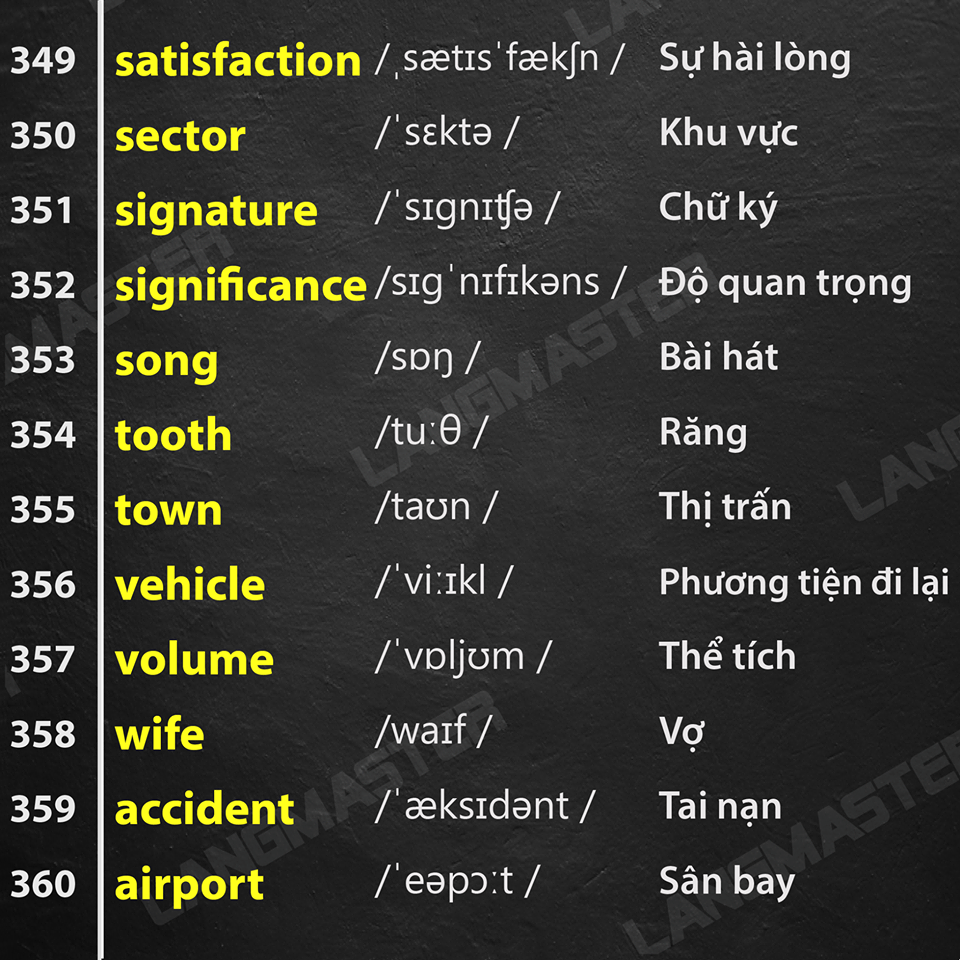 349 satisfaction /ˌsætɪsˈfækʃn / Sự hài lòng
350 sector /ˈsɛktə / Khu vực
351 signature /ˈsɪgnɪʧə / Chữ ký
352 significance /sɪgˈnɪfɪkəns / Độ quan trọng
353 song /sɒŋ / Bài hát
354 tooth /tuːθ / Răng
355 town /taʊn / Thị trấn
356 vehicle /ˈviːɪkl / Phương tiện đi lại
357 volume /ˈvɒljʊm / Thể tích
358 wife /waɪf / Vợ
359 accident /ˈæksɪdənt / Tai nạn
360 airport /ˈeəpɔːt / Sân bay
LANGMASTER
LANGMASTER
LANGMASTER
LANGMASTER
LANGMASTER
LANGMASTER